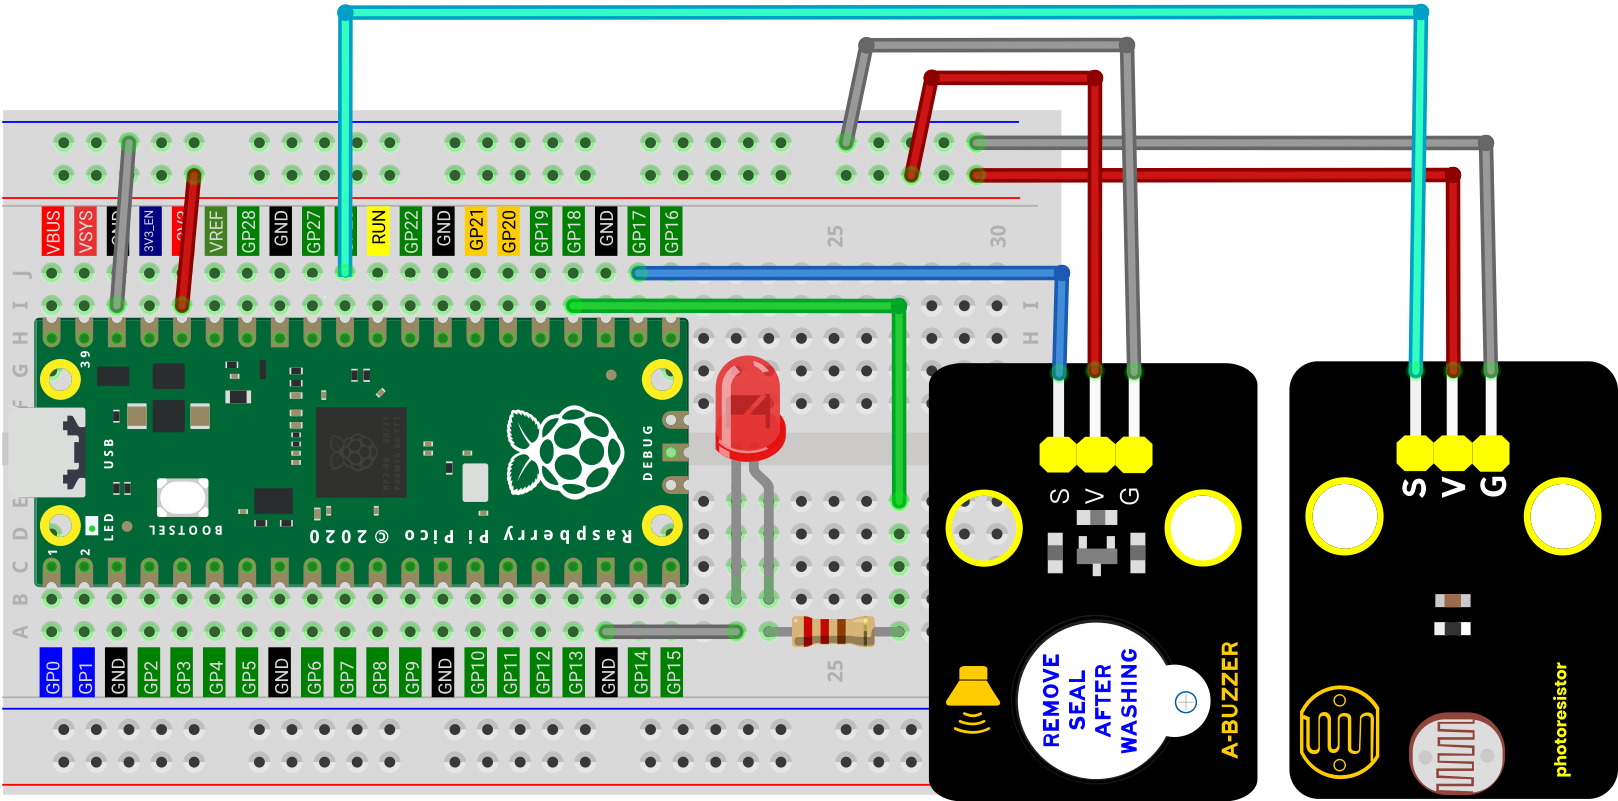 VBUS
VSYS
GND
3V3_EN
3V3
VREF
GP28
GND
GP27
RUN
GP22
GND
GP21
GP20
GP19
GP18
GND
GP17
GP16
25
30
J
I
H
G
F
E
D
C
B
A
I
H
39
USB
DEBUG
BOOTSEL
LED
1
2
Raspberry Pi Pico © 2020
GP0
GP1
GND
GP2
GP3
GP4
GP5
GND
GP6
GP7
GP8
GP9
GND
GP10
GP11
GP12
GP13
GND
GP14
GP15
25
S
V
G
REMOVE
SEAL
AFTER
WASHING
A-BUZZER
S
V
G
photoresistor